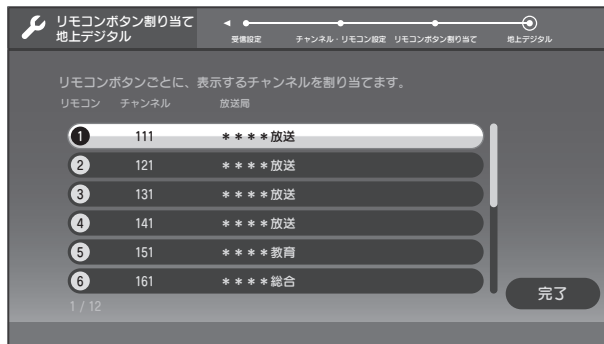 リモコンボタン割り当て
地上デジタル
受信設定 チャンネル・リモコン設定 リモコンボタン割り当て 地上デジタル
リモコンボタンごとに、表示するチャンネルを割り当てます。
リモコン チャンネル 放送局
1 111 ****放送
2 121 ****放送
3 131 ****放送
4 141 ****放送
5 151 ****教育
6 161 ****総合
完了
1 / 12